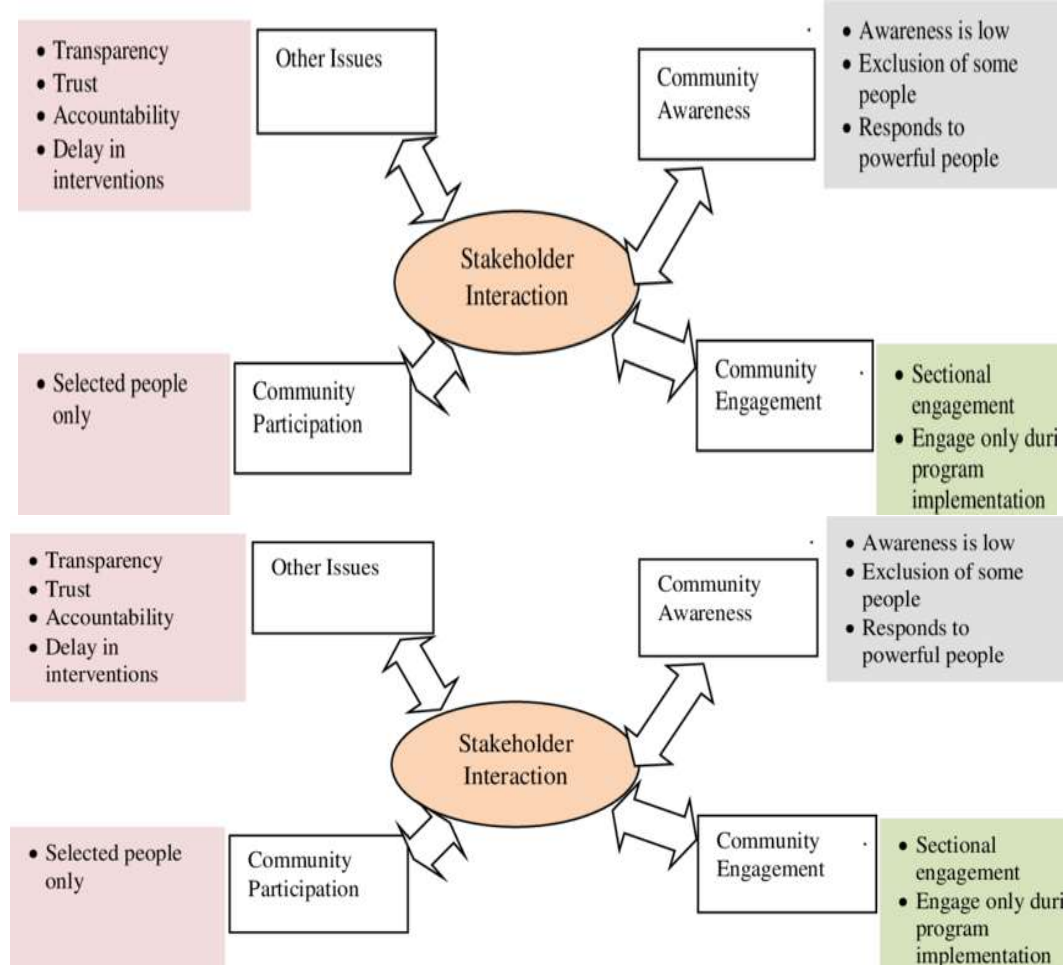 • Transparency
• Trust
• Accountability
• Delay in
interventions
Other Issues
Community
Awareness
• Awareness is low
• Exclusion of some
people
• Responds to
powerful people
Stakeholder
Interaction
• Selected people
only
Community
Participation
Community
Engagement
• Sectional
engagement
• Engage only duri
program
implementation
• Transparency
• Trust
• Accountability
• Delay in
interventions
Other Issues
Community
Awareness
• Awareness is low
• Exclusion of some
people
• Responds to
powerful people
Stakeholder
Interaction
• Selected people
only
Community
Participation
Community
Engagement
• Sectional
engagement
• Engage only duri
program
implementation